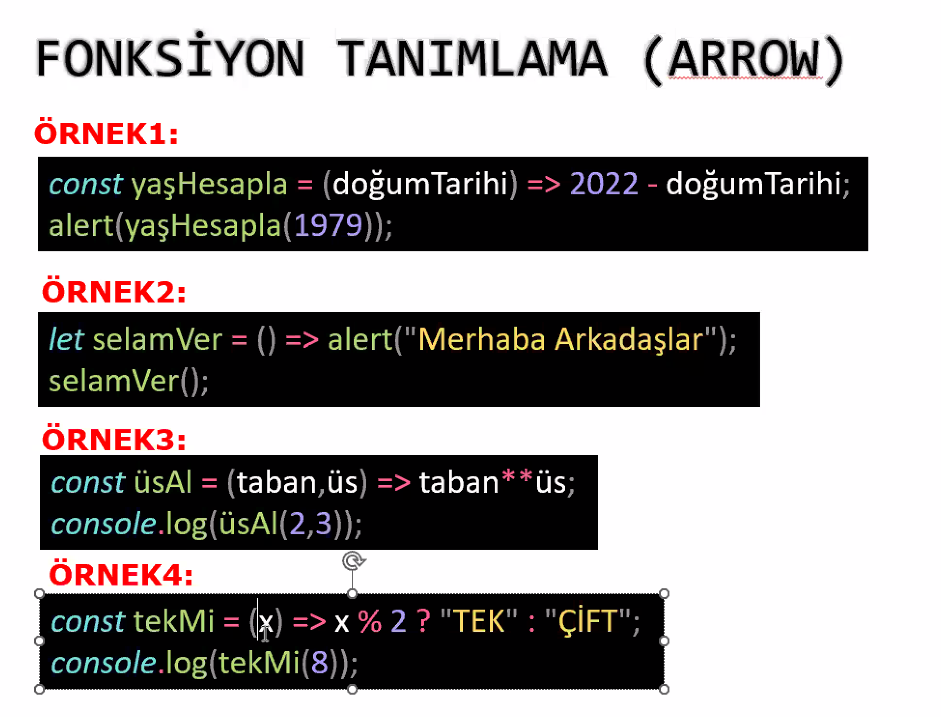 FONKSİYON TANIMLAMA (ARROW)
ÖRNEK1:
const yaşHesapla = (doğumTarihi) => 2022 - doğumTarihi;
alert(yaşHesapla(1979));
ÖRNEK2:
let selamVer = () => alert("Merhaba Arkadaşlar");
selamVer();
ÖRNEK3:
const üsAl = (taban,üs) => taban**üs;
console.log(üsAl(2,3));
ÖRNEK4:
const tekMi = (x) => x % 2 ? "TEK" : "ÇİFT";
console.log(tekMi(8));